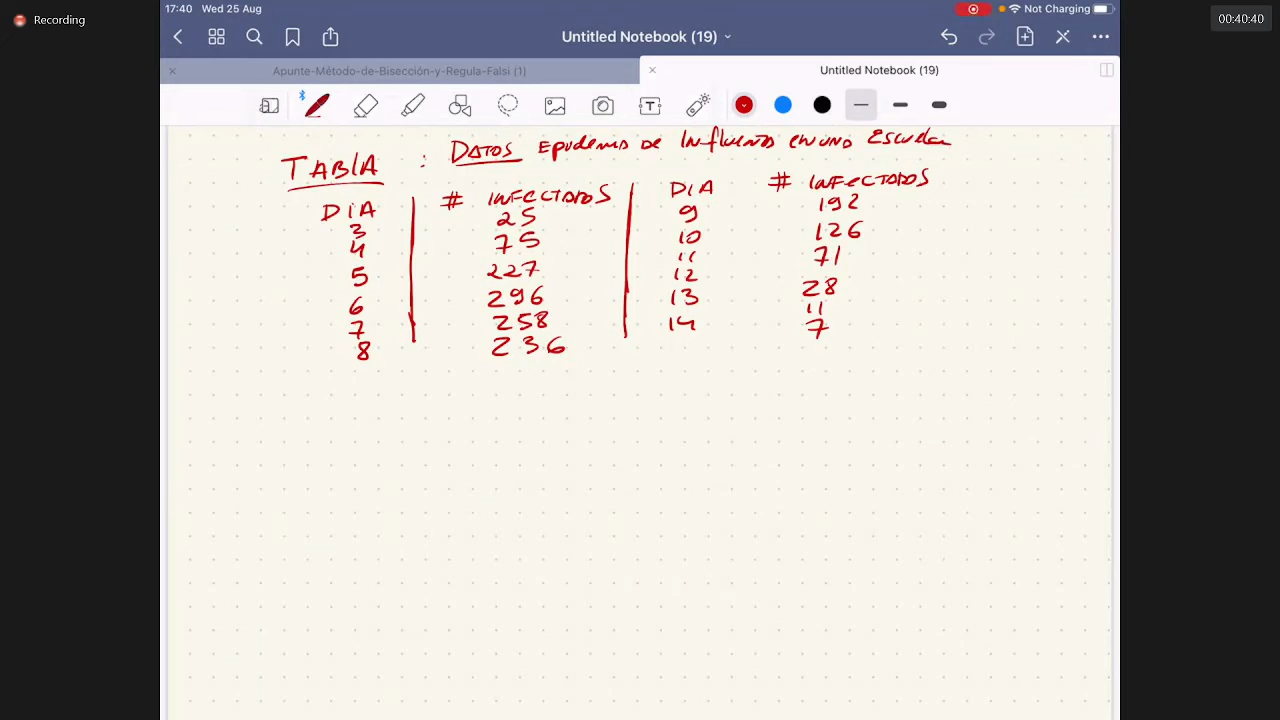 Recording
17:40 Wed 25 Aug
Not Charging
00:40:40
Untitled Notebook (19)
Apunte-Método-de-Bisección-y-Regula-Falsi (1)
Untitled Notebook (19)
TABLA : DATOS Epidemia de Influenza en una Escuela
DIA # INFECTADOS DIA # INFECTADOS
3 25 9 192
4 75 10 126
5 227 11 71
6 296 12 28
7 258 13 11
8 236 14 7